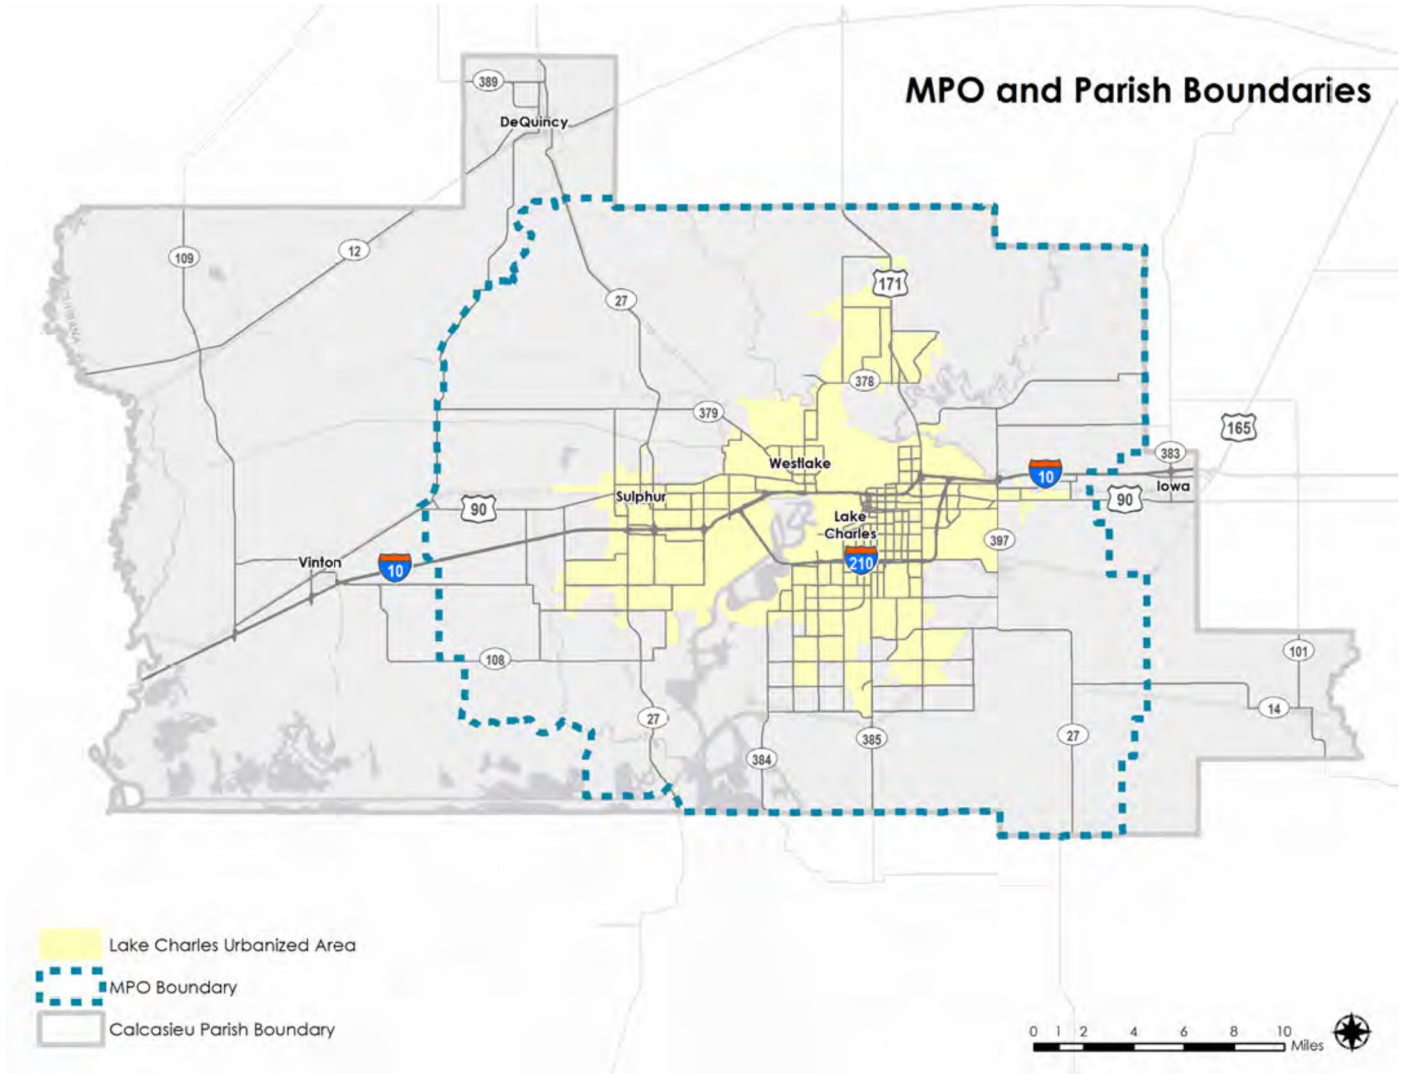 MPO and Parish Boundaries
389
DeQuincy
109
12
27
171
378
379
165
383
Westlake
10
Iowa
Sulphur
90
90
Lake
Charles
397
210
Vinton
10
108
101
27
14
385
27
384
Lake Charles Urbanized Area
MPO Boundary
Calcasieu Parish Boundary
0 1 2 4 6 8 10
Miles